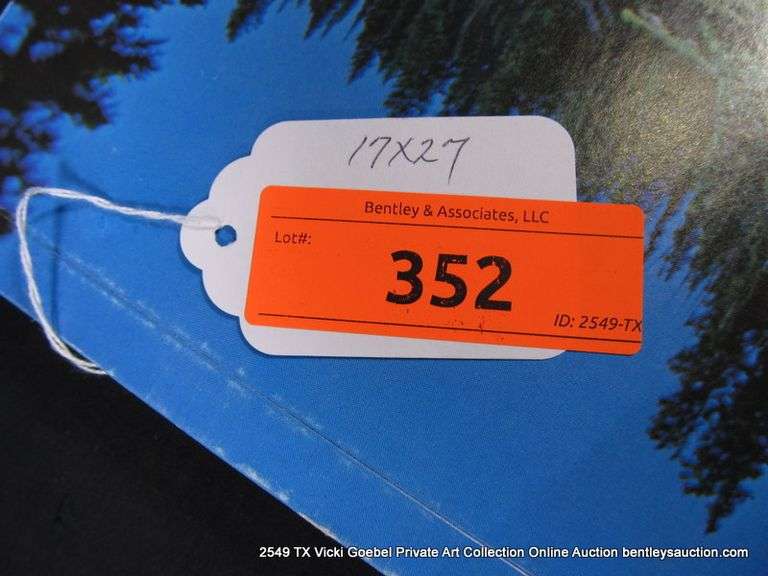 17X27
Bentley & Associates, LLC
Lot#:
352
ID: 2549-TX
2549 TX Vicki Goebel Private Art Collection Online Auction bentleysauction.com